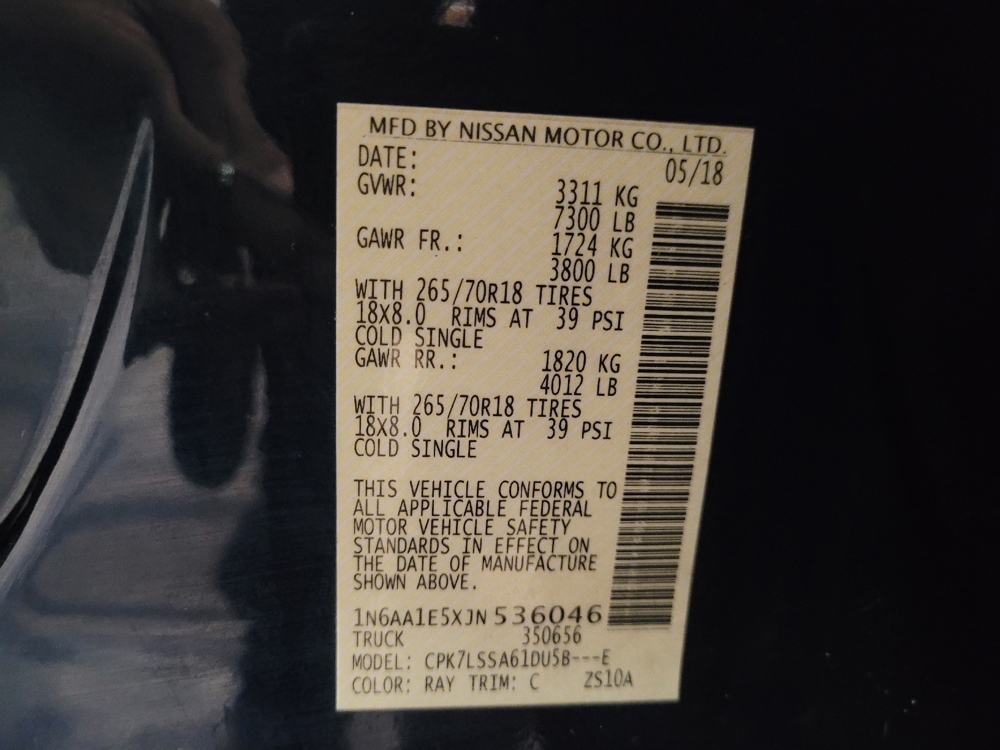 MFD BY NISSAN MOTOR CO., LTD.
DATE: 05/18
GVWR: 3311 KG
7300 LB
GAWR FR.: 1724 KG
3800 LB
WITH 265/70R18 TIRES
18X8.0 RIMS AT 39 PSI
COLD SINGLE
GAWR RR.: 1820 KG
4012 LB
WITH 265/70R18 TIRES
18X8.0 RIMS AT 39 PSI
COLD SINGLE
THIS VEHICLE CONFORMS TO
ALL APPLICABLE FEDERAL
MOTOR VEHICLE SAFETY
STANDARDS IN EFFECT ON
THE DATE OF MANUFACTURE
SHOWN ABOVE.
1N6AA1E5XJN536046
TRUCK 350656
MODEL: CPK7LSSA61DU5B---E
COLOR: RAY TRIM: C ZS10A